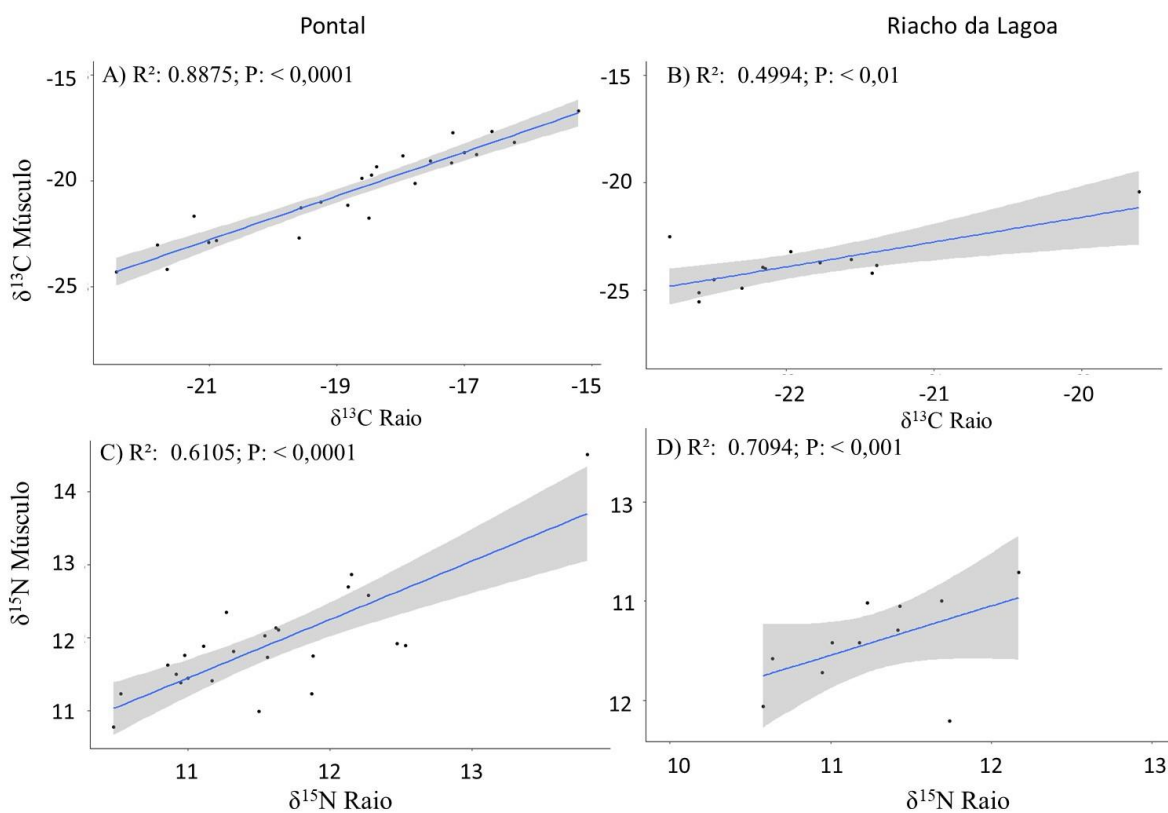 Pontal
Riacho da Lagoa
A) R²: 0.8875; P: < 0,0001
B) R²: 0.4994; P: < 0,01
δ¹³C Músculo
-15
-20
-25
-15
-20
-25
-21 -19 -17 -15
-22 -21 -20
δ¹³C Raio
δ¹³C Raio
C) R²: 0.6105; P: < 0,0001
D) R²: 0.7094; P: < 0,001
δ¹⁵N Músculo
14
13
12
11
13
11
12
11 12 13
10 11 12 13
δ¹⁵N Raio
δ¹⁵N Raio